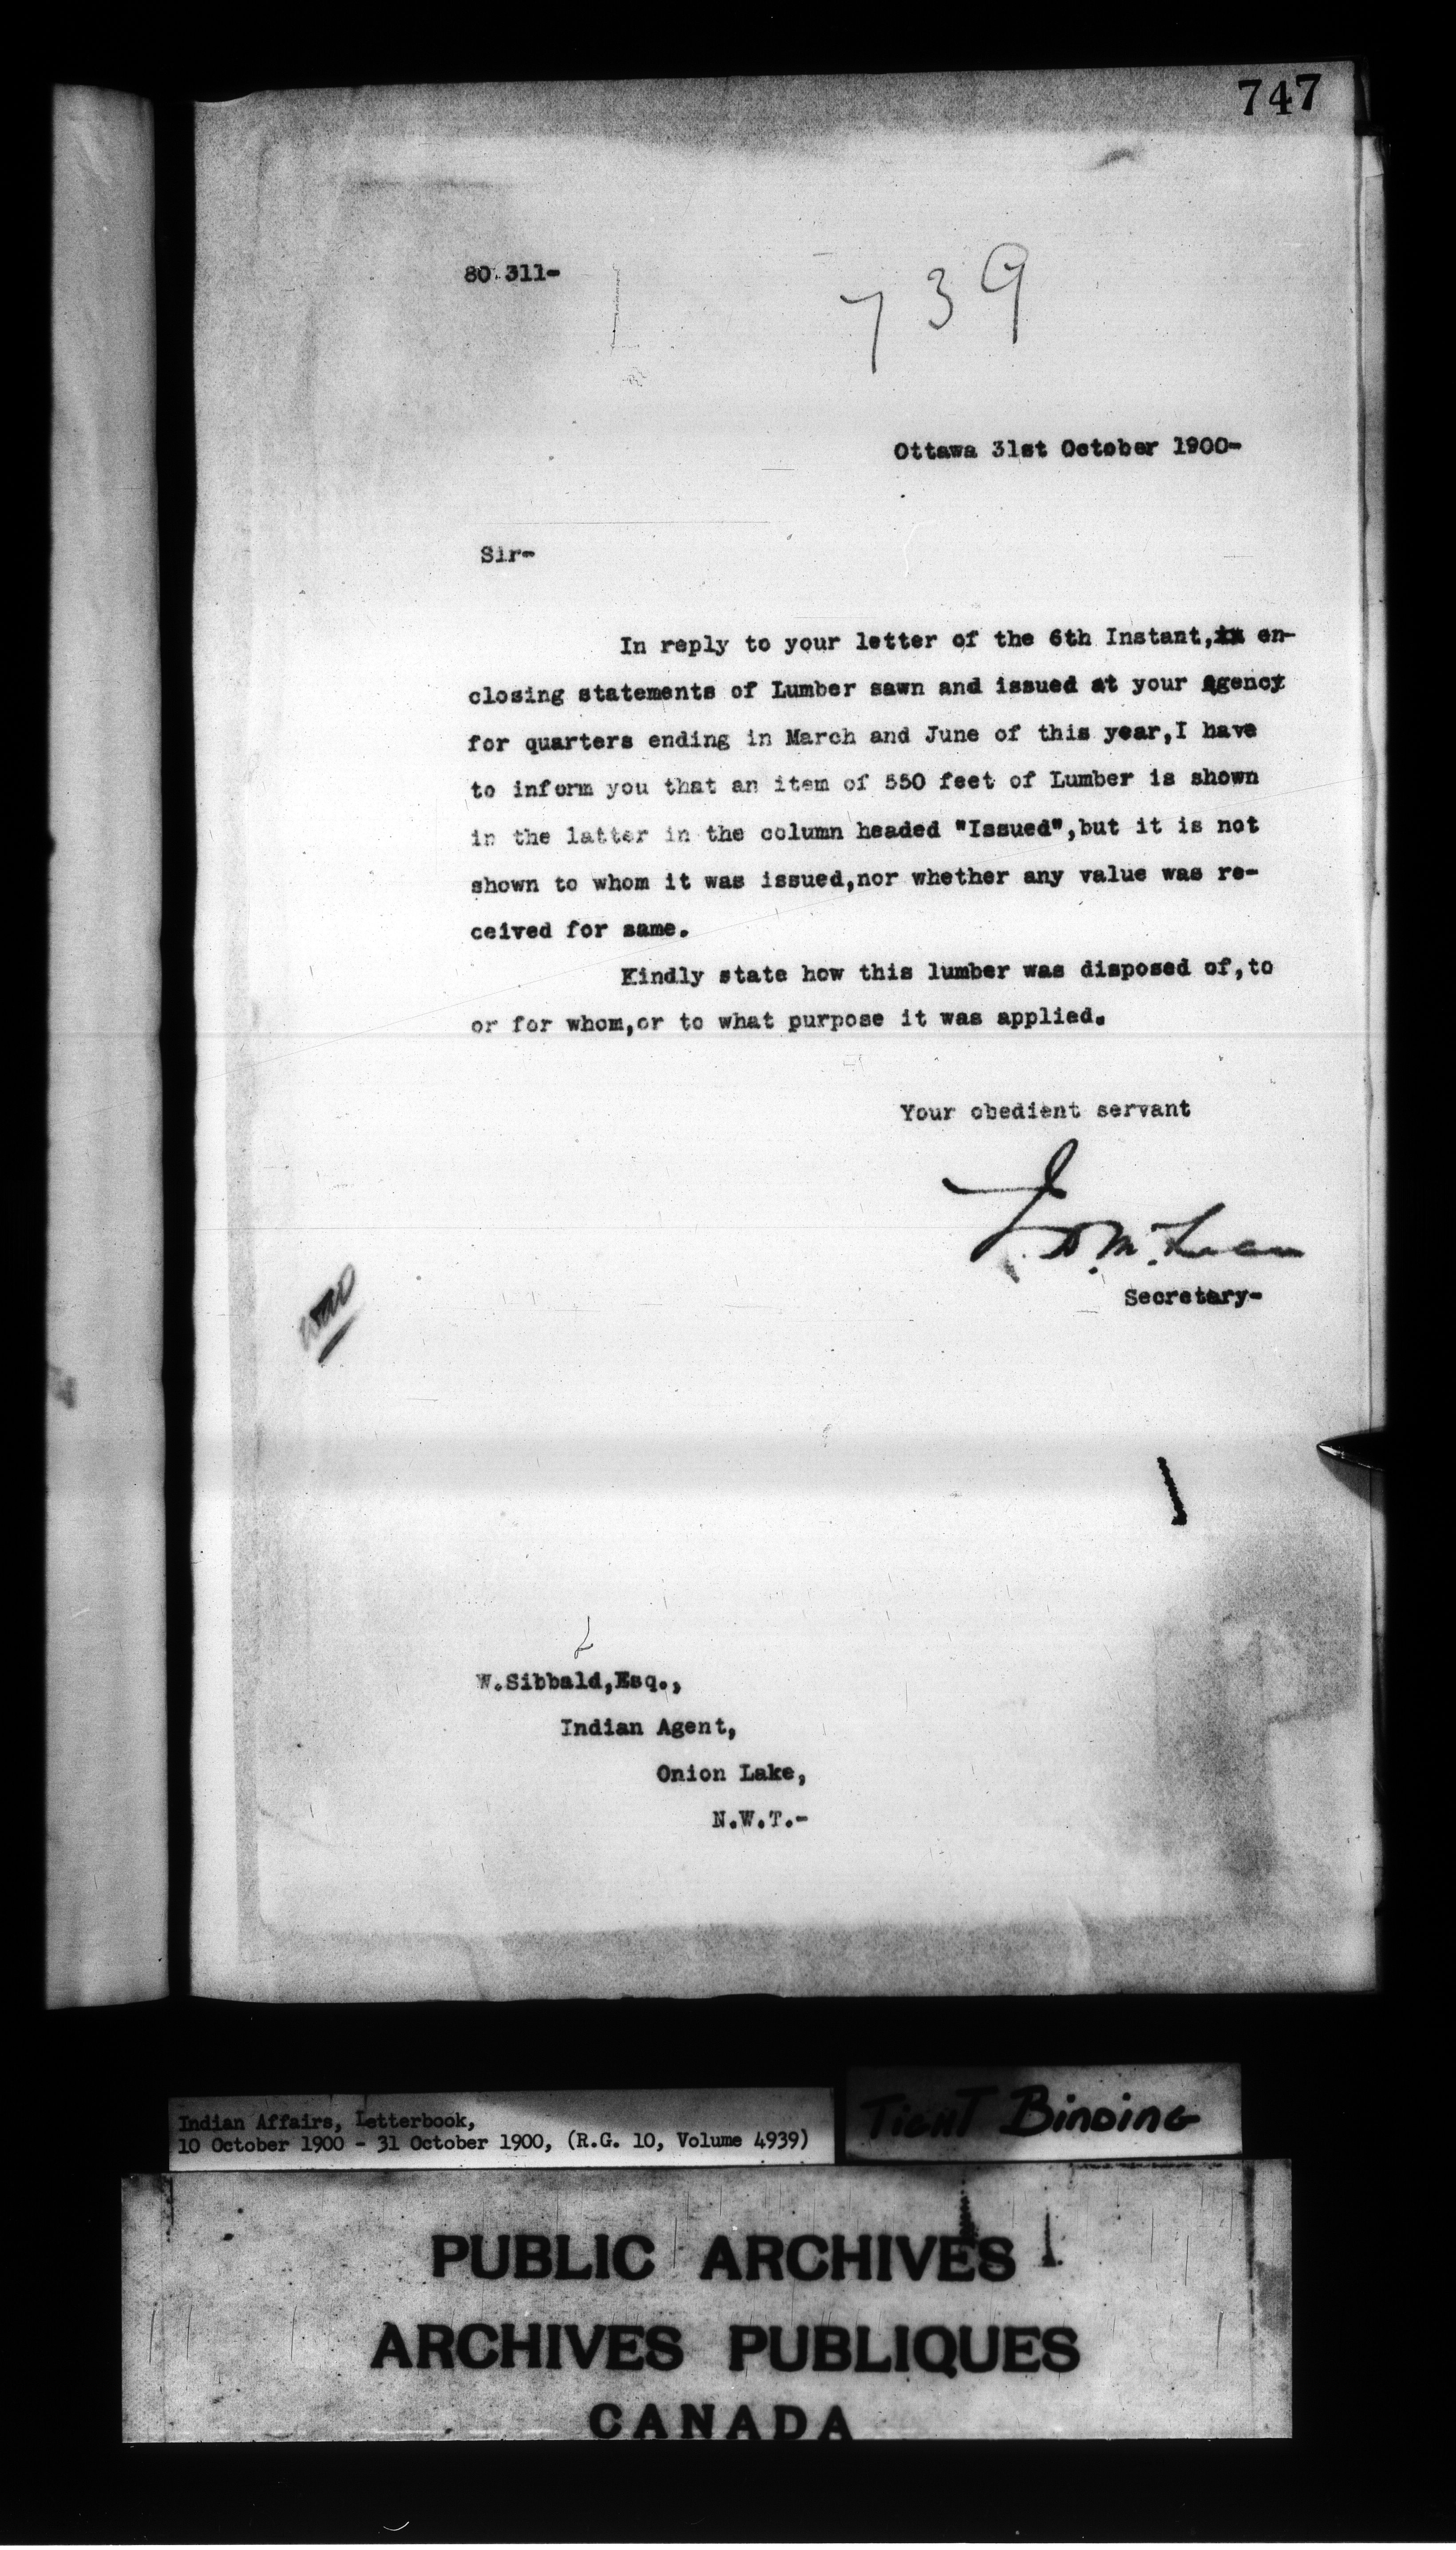 747
80.311-
739
Ottawa 31st October 1900-
Sir-
In reply to your letter of the 6th Instant, en-
closing statements of Lumber sawn and issued at your Agency
for quarters ending in March and June of this year,I have
to inform you that an item of 550 feet of Lumber is shown
in the latter in the column headed "Issued",but it is not
shown to whom it was issued,nor whether any value was re-
ceived for same.
Kindly state how this lumber was disposed of,to
or for whom,or to what purpose it was applied.
Your obedient servant
J. D. McLean
Secretary-
W.Sibbald,Esq.,
Indian Agent,
Onion Lake,
N.W.T.-
Indian Affairs, Letterbook,
10 October 1900 - 31 October 1900, (R.G. 10, Volume 4939)
TIGHT BINDING
PUBLIC ARCHIVES
ARCHIVES PUBLIQUES
CANADA